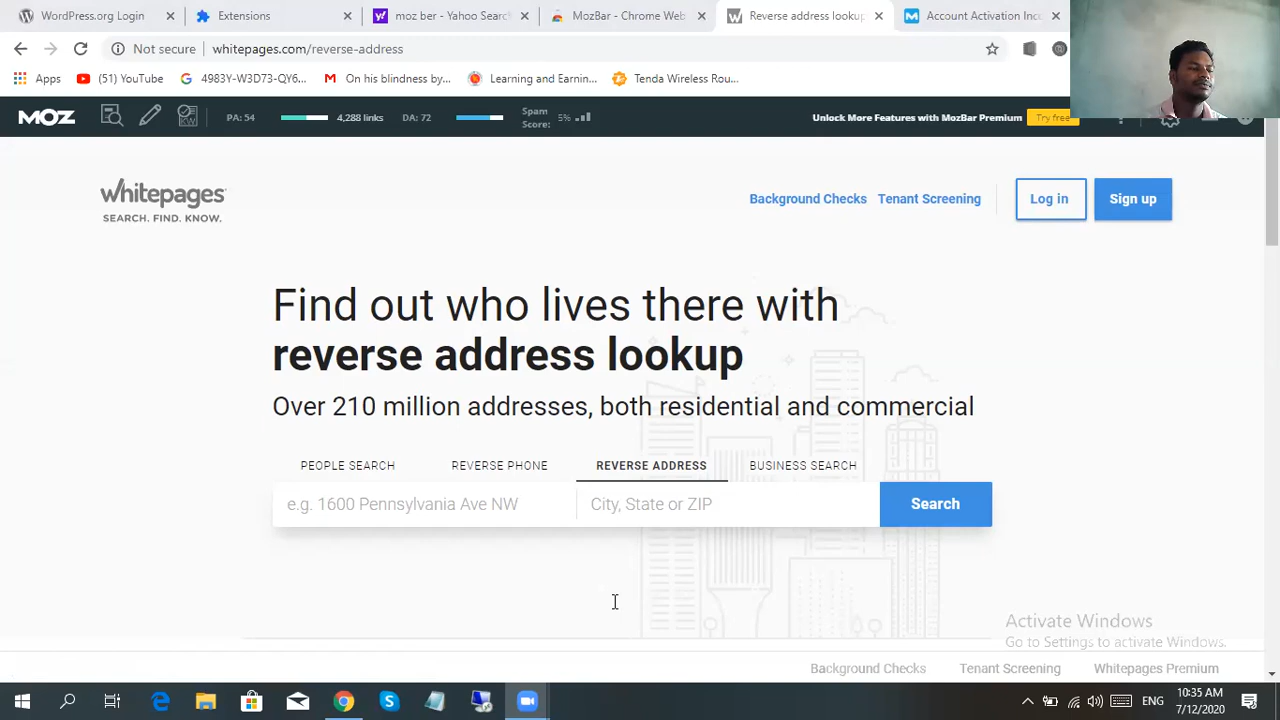 WordPress.org Login
Extensions
moz ber - Yahoo Search
MozBar - Chrome Web
Reverse address lookup
Account Activation Inc
Not secure
whitepages.com/reverse-address
Apps
(51) YouTube
4983Y-W3D73-QY6...
On his blindness by...
Learning and Earnin...
Tenda Wireless Rou...
MOZ
PA: 54
4,288 links
DA: 72
Spam
Score:
5%
Unlock More Features with MozBar Premium
Try free
whitepages
SEARCH. FIND. KNOW.
Background Checks
Tenant Screening
Log in
Sign up
Find out who lives there with
reverse address lookup
Over 210 million addresses, both residential and commercial
PEOPLE SEARCH
REVERSE PHONE
REVERSE ADDRESS
BUSINESS SEARCH
e.g. 1600 Pennsylvania Ave NW
City, State or ZIP
Search
Activate Windows
Go to Settings to activate Windows.
Background Checks
Tenant Screening
Whitepages Premium
ENG
10:35 AM
7/12/2020